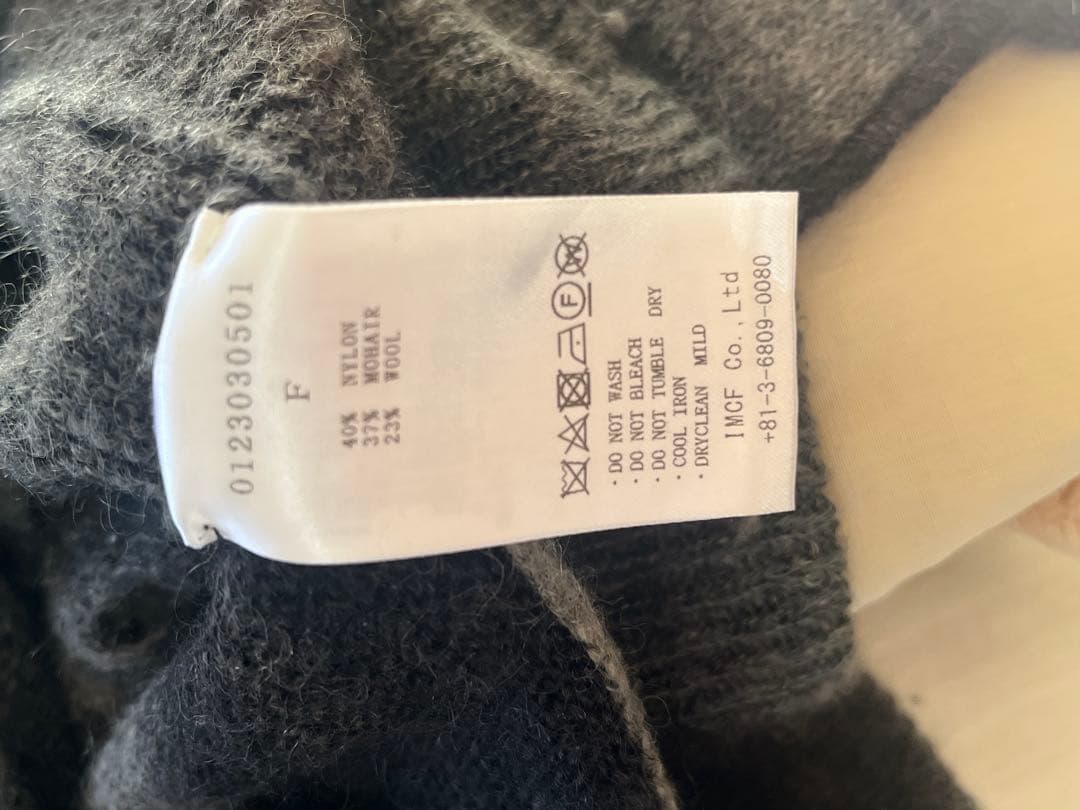 0123030501
F
40% NYLON
37% MOHAIR
23% WOOL
F W
· DO NOT WASH
· DO NOT BLEACH
· DO NOT TUMBLE DRY
· COOL IRON
· DRYCLEAN MILD
IMCF Co.,Ltd
+81-3-6809-0080